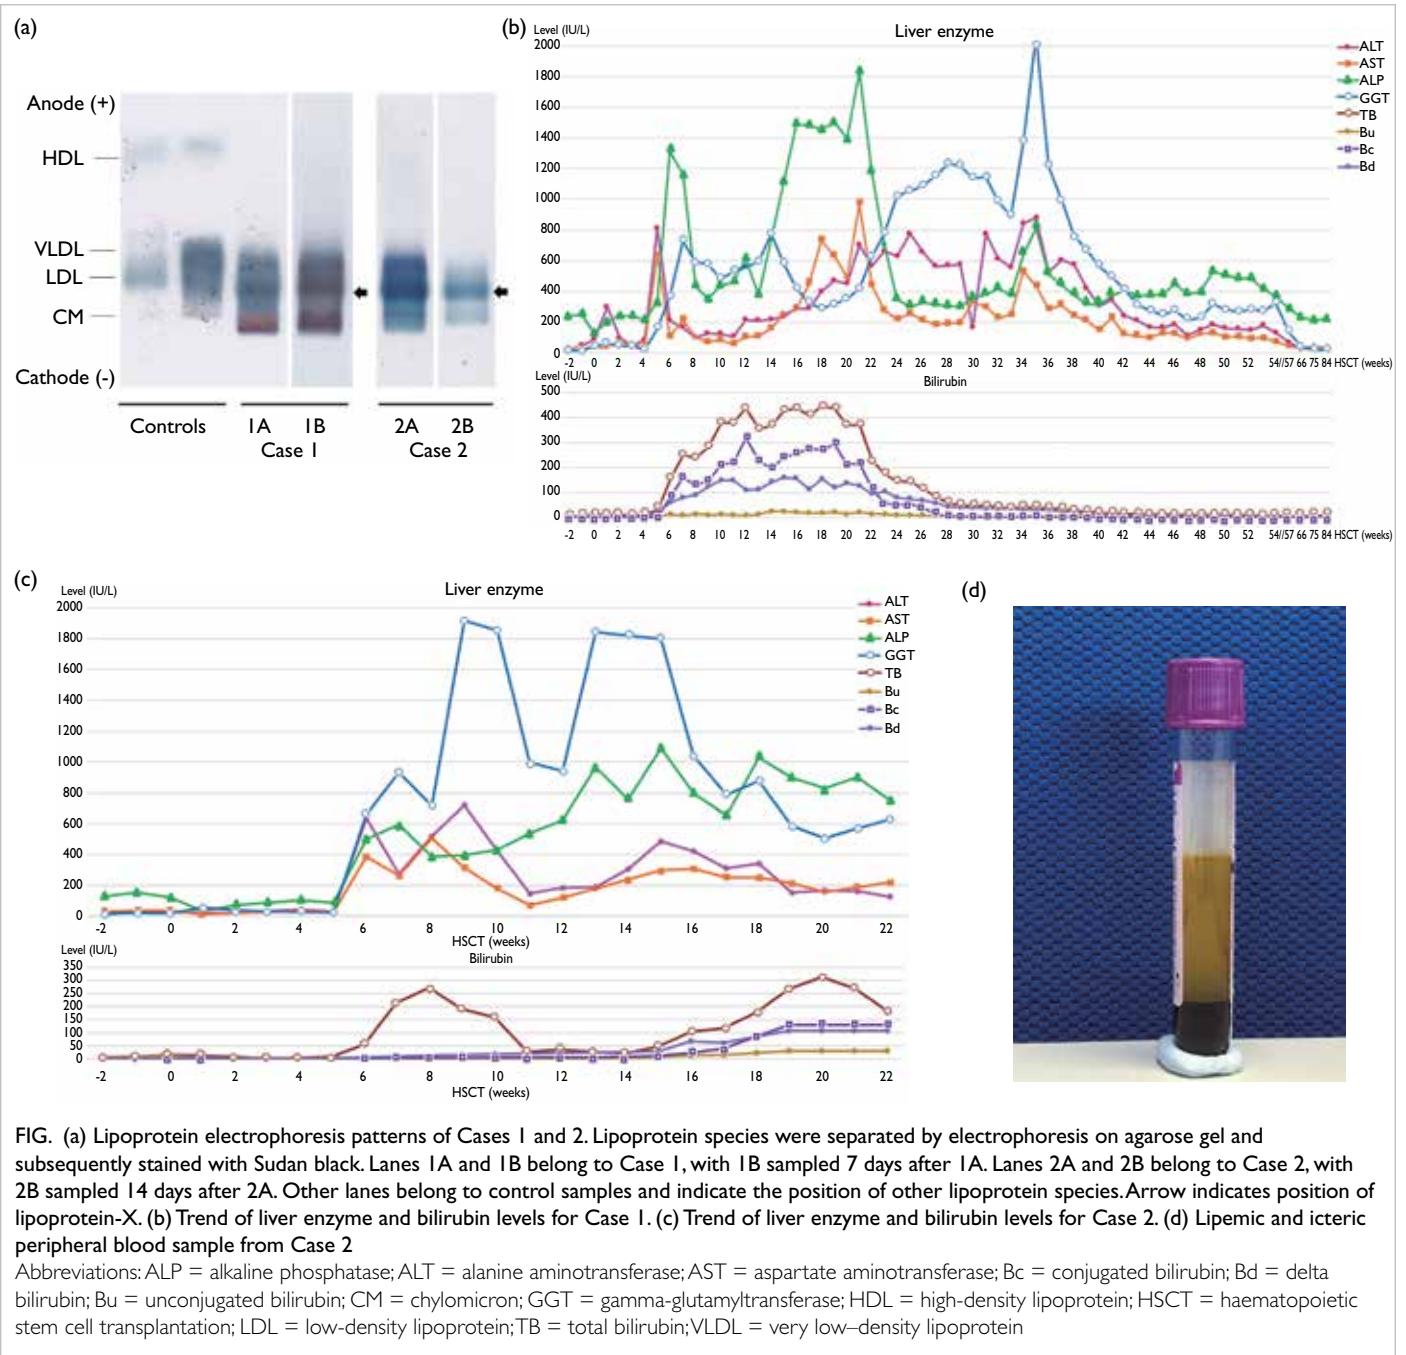 (a)
Anode (+)
HDL
VLDL
LDL
CM
Cathode (-)
Controls
1A
1B
Case 1
2A
2B
Case 2
(b)
Level (IU/L)
Liver enzyme
2000
1800
1600
1400
1200
1000
800
600
400
200
0
-2 0 2 4 6 8 10 12 14 16 18 20 22 24 26 28 30 32 34 36 38 40 42 44 46 48 50 52 54//57 66 75 84 HSCT (weeks)
ALT
AST
ALP
GGT
TB
Bu
Bc
Bd
Level (IU/L)
Bilirubin
500
400
300
200
100
0
-2 0 2 4 6 8 10 12 14 16 18 20 22 24 26 28 30 32 34 36 38 40 42 44 46 48 50 52 54//57 66 75 84 HSCT (weeks)
(c)
Level (IU/L)
Liver enzyme
2000
1800
1600
1400
1200
1000
800
600
400
200
0
-2 0 2 4 6 8 10 12 14 16 18 20 22
HSCT (weeks)
ALT
AST
ALP
GGT
TB
Bu
Bc
Bd
Level (IU/L)
Bilirubin
350
300
250
200
150
100
50
0
-2 0 2 4 6 8 10 12 14 16 18 20 22
HSCT (weeks)
(d)
FIG. (a) Lipoprotein electrophoresis patterns of Cases 1 and 2. Lipoprotein species were separated by electrophoresis on agarose gel and
subsequently stained with Sudan black. Lanes 1A and 1B belong to Case 1, with 1B sampled 7 days after 1A. Lanes 2A and 2B belong to Case 2, with
2B sampled 14 days after 2A. Other lanes belong to control samples and indicate the position of other lipoprotein species. Arrow indicates position of
lipoprotein-X. (b) Trend of liver enzyme and bilirubin levels for Case 1. (c) Trend of liver enzyme and bilirubin levels for Case 2. (d) Lipemic and icteric
peripheral blood sample from Case 2
Abbreviations: ALP = alkaline phosphatase; ALT = alanine aminotransferase; AST = aspartate aminotransferase; Bc = conjugated bilirubin; Bd = delta
bilirubin; Bu = unconjugated bilirubin; CM = chylomicron; GGT = gamma-glutamyltransferase; HDL = high-density lipoprotein; HSCT = haematopoietic
stem cell transplantation; LDL = low-density lipoprotein; TB = total bilirubin; VLDL = very low–density lipoprotein